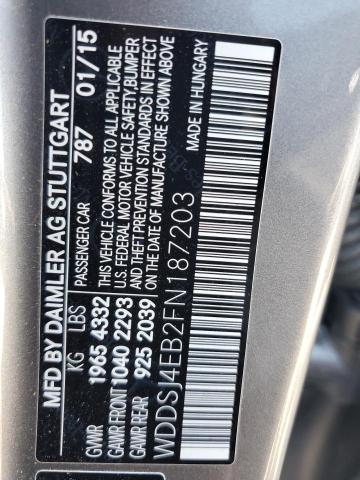 MFD BY DAIMLER AG STUTTGART
PASSENGER CAR 787 01/15
KG LBS
GVWR 1965 4332
GAWR FRONT 1040 2293
GAWR REAR 925 2039
THIS VEHICLE CONFORMS TO ALL APPLICABLE
U.S. FEDERAL MOTOR VEHICLE SAFETY, BUMPER
AND THEFT PREVENTION STANDARDS IN EFFECT
ON THE DATE OF MANUFACTURE SHOWN ABOVE
MADE IN HUNGARY
WDDSJ4EB2FN187203